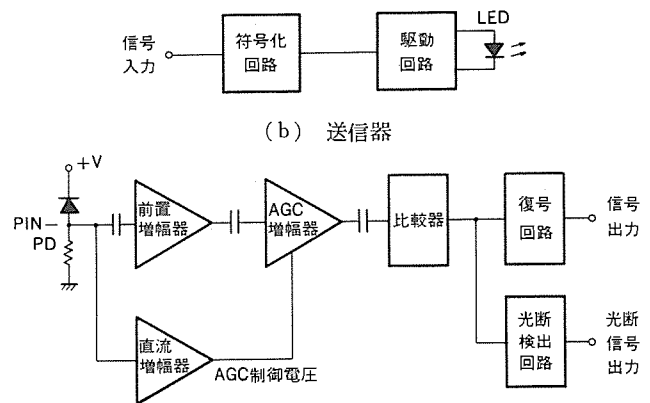 LED
信号
入力
符号化
回路
駆動
回路
(b) 送信器
+V
PIN
PD
前置
増幅器
AGC
増幅器
比較器
復号
回路
信号
出力
直流
増幅器
AGC制御電圧
光断
検出
回路
光断
信号
出力